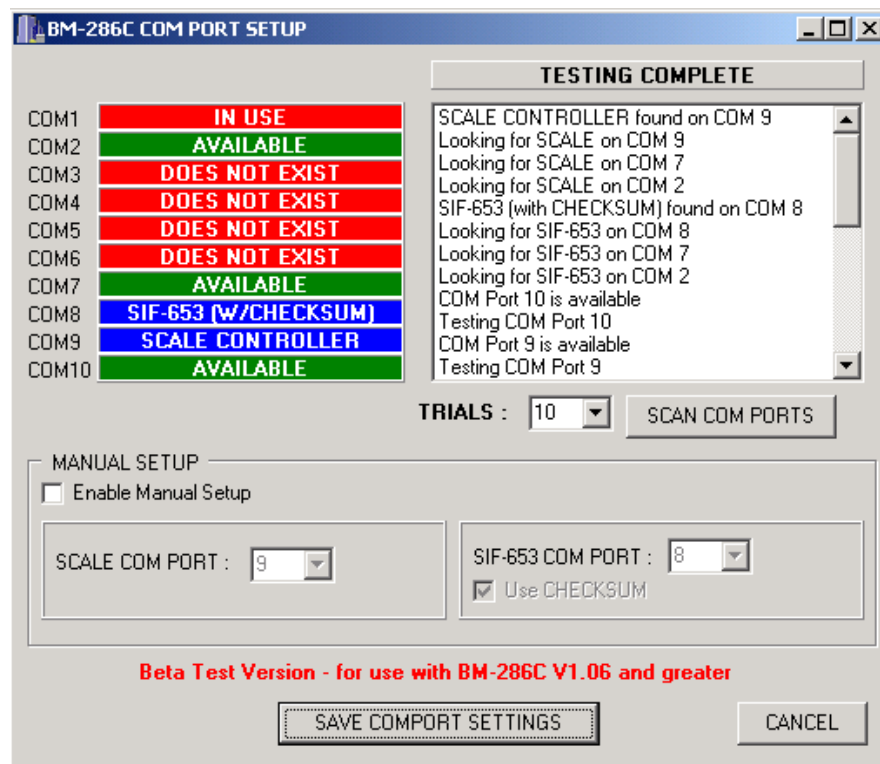 BM-286C COM PORT SETUP
TESTING COMPLETE
COM1 IN USE
COM2 AVAILABLE
COM3 DOES NOT EXIST
COM4 DOES NOT EXIST
COM5 DOES NOT EXIST
COM6 DOES NOT EXIST
COM7 AVAILABLE
COM8 SIF-653 (W/CHECKSUM)
COM9 SCALE CONTROLLER
COM10 AVAILABLE
SCALE CONTROLLER found on COM 9
Looking for SCALE on COM 9
Looking for SCALE on COM 7
Looking for SCALE on COM 2
SIF-653 (with CHECKSUM) found on COM 8
Looking for SIF-653 on COM 8
Looking for SIF-653 on COM 7
Looking for SIF-653 on COM 2
COM Port 10 is available
Testing COM Port 10
COM Port 9 is available
Testing COM Port 9
TRIALS : 10 SCAN COM PORTS
MANUAL SETUP
Enable Manual Setup
SCALE COM PORT : 9
SIF-653 COM PORT : 8
Use CHECKSUM
Beta Test Version - for use with BM-286C V1.06 and greater
SAVE COMPORT SETTINGS CANCEL